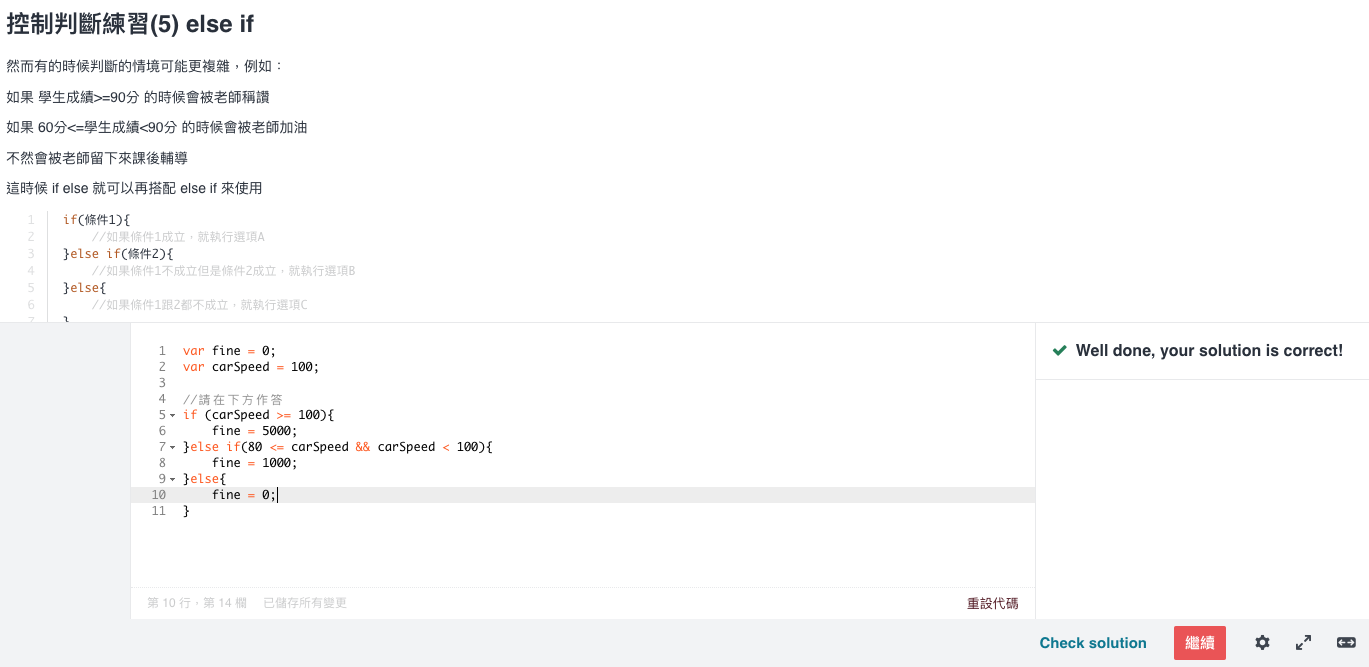 控制判斷練習(5) else if
然而有的時候判斷的情境可能更複雜，例如：
如果 學生成績>=90分 的時候會被老師稱讚
如果 60分<=學生成績<90分 的時候會被老師加油
不然會被老師留下來課後輔導
這時候 if else 就可以再搭配 else if 來使用
1 if(條件1){
2 //如果條件1成立，就執行選項A
3 }else if(條件2){
4 //如果條件1不成立但是條件2成立，就執行選項B
5 }else{
6 //如果條件1跟2都不成立，就執行選項C
7 }
1 var fine = 0;
2 var carSpeed = 100;
3
4 //請在下方作答
5 if (carSpeed >= 100){
6 fine = 5000;
7 }else if(80 <= carSpeed && carSpeed < 100){
8 fine = 1000;
9 }else{
10 fine = 0;
11 }
Well done, your solution is correct!
第 10 行，第 14 欄 已儲存所有變更
重設代碼
Check solution 繼續